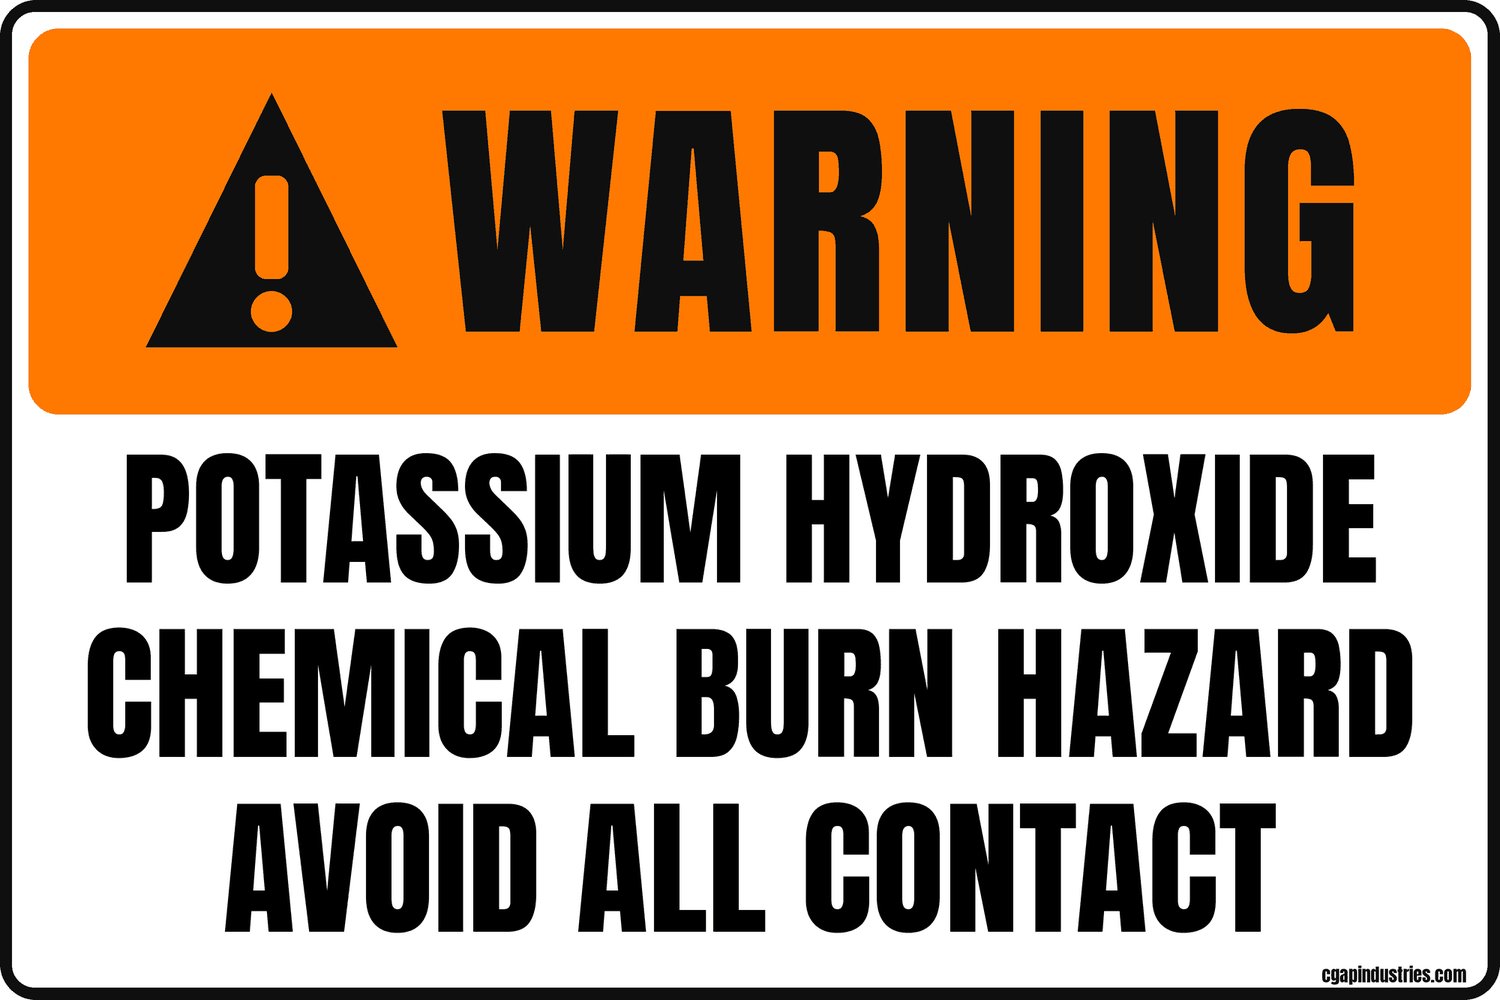 WARNING
POTASSIUM HYDROXIDE
CHEMICAL BURN HAZARD
AVOID ALL CONTACT
cgapindustries.com